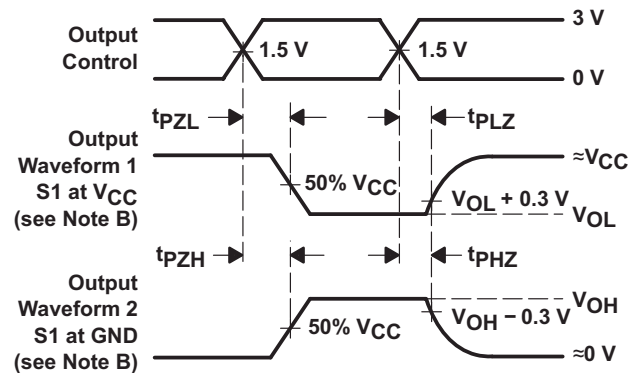 Output
Control
1.5 V
1.5 V
3 V
0 V
tPZL
tPLZ
Output
Waveform 1
S1 at VCC
(see Note B)
50% VCC
≈VCC
VOL + 0.3 V
VOL
tPZH
tPHZ
Output
Waveform 2
S1 at GND
(see Note B)
50% VCC
VOH
VOH − 0.3 V
≈0 V